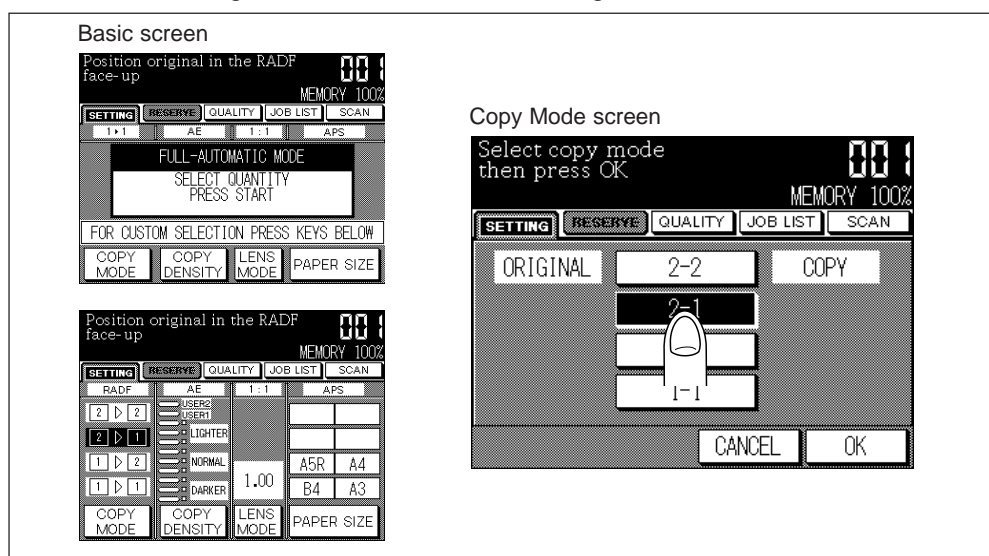 Basic screen
Position original in the RADF
face-up
001
MEMORY 100%
SETTING RESERVE QUALITY JOB LIST SCAN
1▶1 AE 1:1 APS
FULL-AUTOMATIC MODE
SELECT QUANTITY
PRESS START
FOR CUSTOM SELECTION PRESS KEYS BELOW
COPY MODE COPY DENSITY LENS MODE PAPER SIZE
Position original in the RADF
face-up
001
MEMORY 100%
SETTING RESERVE QUALITY JOB LIST SCAN
RADF AE 1:1 APS
USER2
USER1
2 ▷ 2
LIGHTER
2 ▷ 1
1 ▷ 2 NORMAL A5R A4
1.00
1 ▷ 1 DARKER B4 A3
COPY MODE COPY DENSITY LENS MODE PAPER SIZE
Copy Mode screen
Select copy mode
then press OK
001
MEMORY 100%
SETTING RESERVE QUALITY JOB LIST SCAN
ORIGINAL 2-2 COPY
2-1
1-1
CANCEL OK